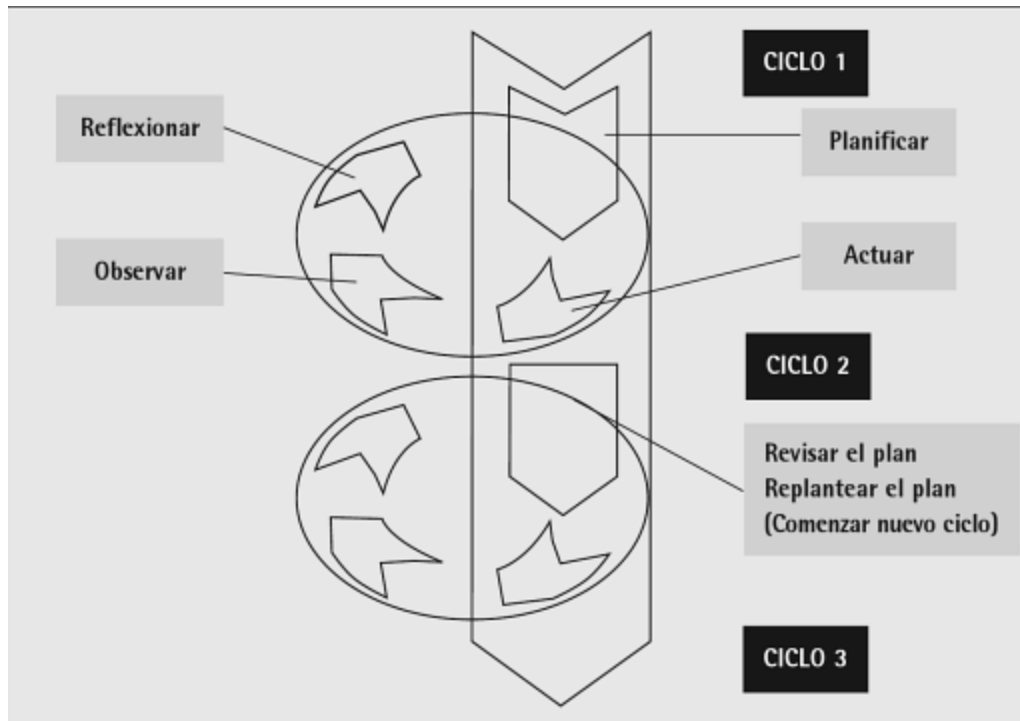 CICLO 1
Reflexionar
Planificar
Observar
Actuar
CICLO 2
Revisar el plan
Replantear el plan
(Comenzar nuevo ciclo)
CICLO 3